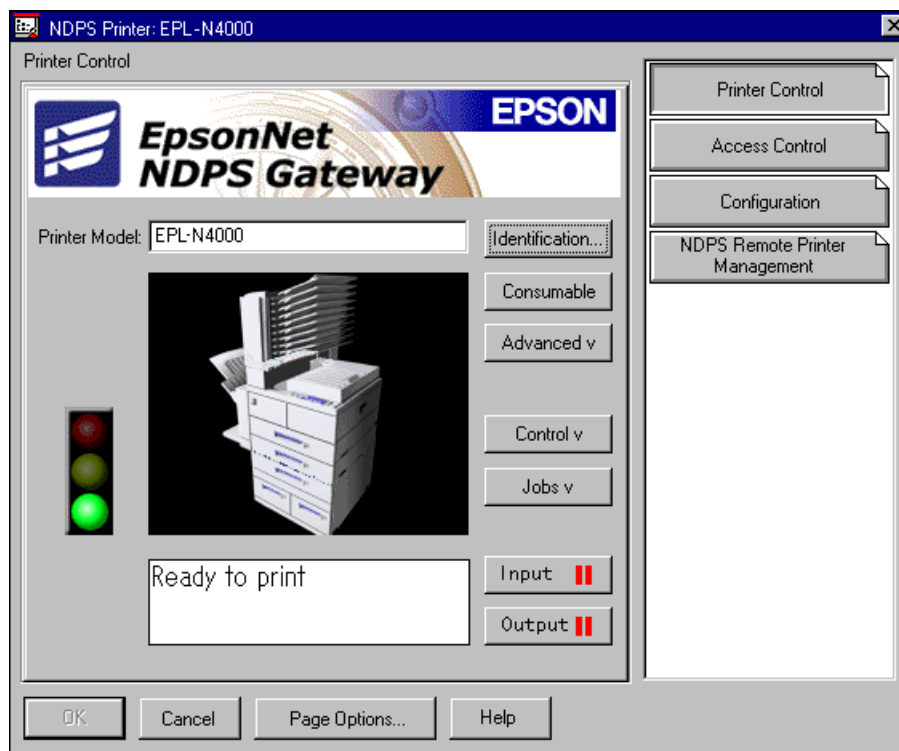 NDPS Printer: EPL-N4000
Printer Control
EPSON
EpsonNet
NDPS Gateway
Printer Model:
EPL-N4000
Identification...
Consumable
Advanced v
Control v
Jobs v
Ready to print
Input
Output
Printer Control
Access Control
Configuration
NDPS Remote Printer
Management
OK
Cancel
Page Options...
Help